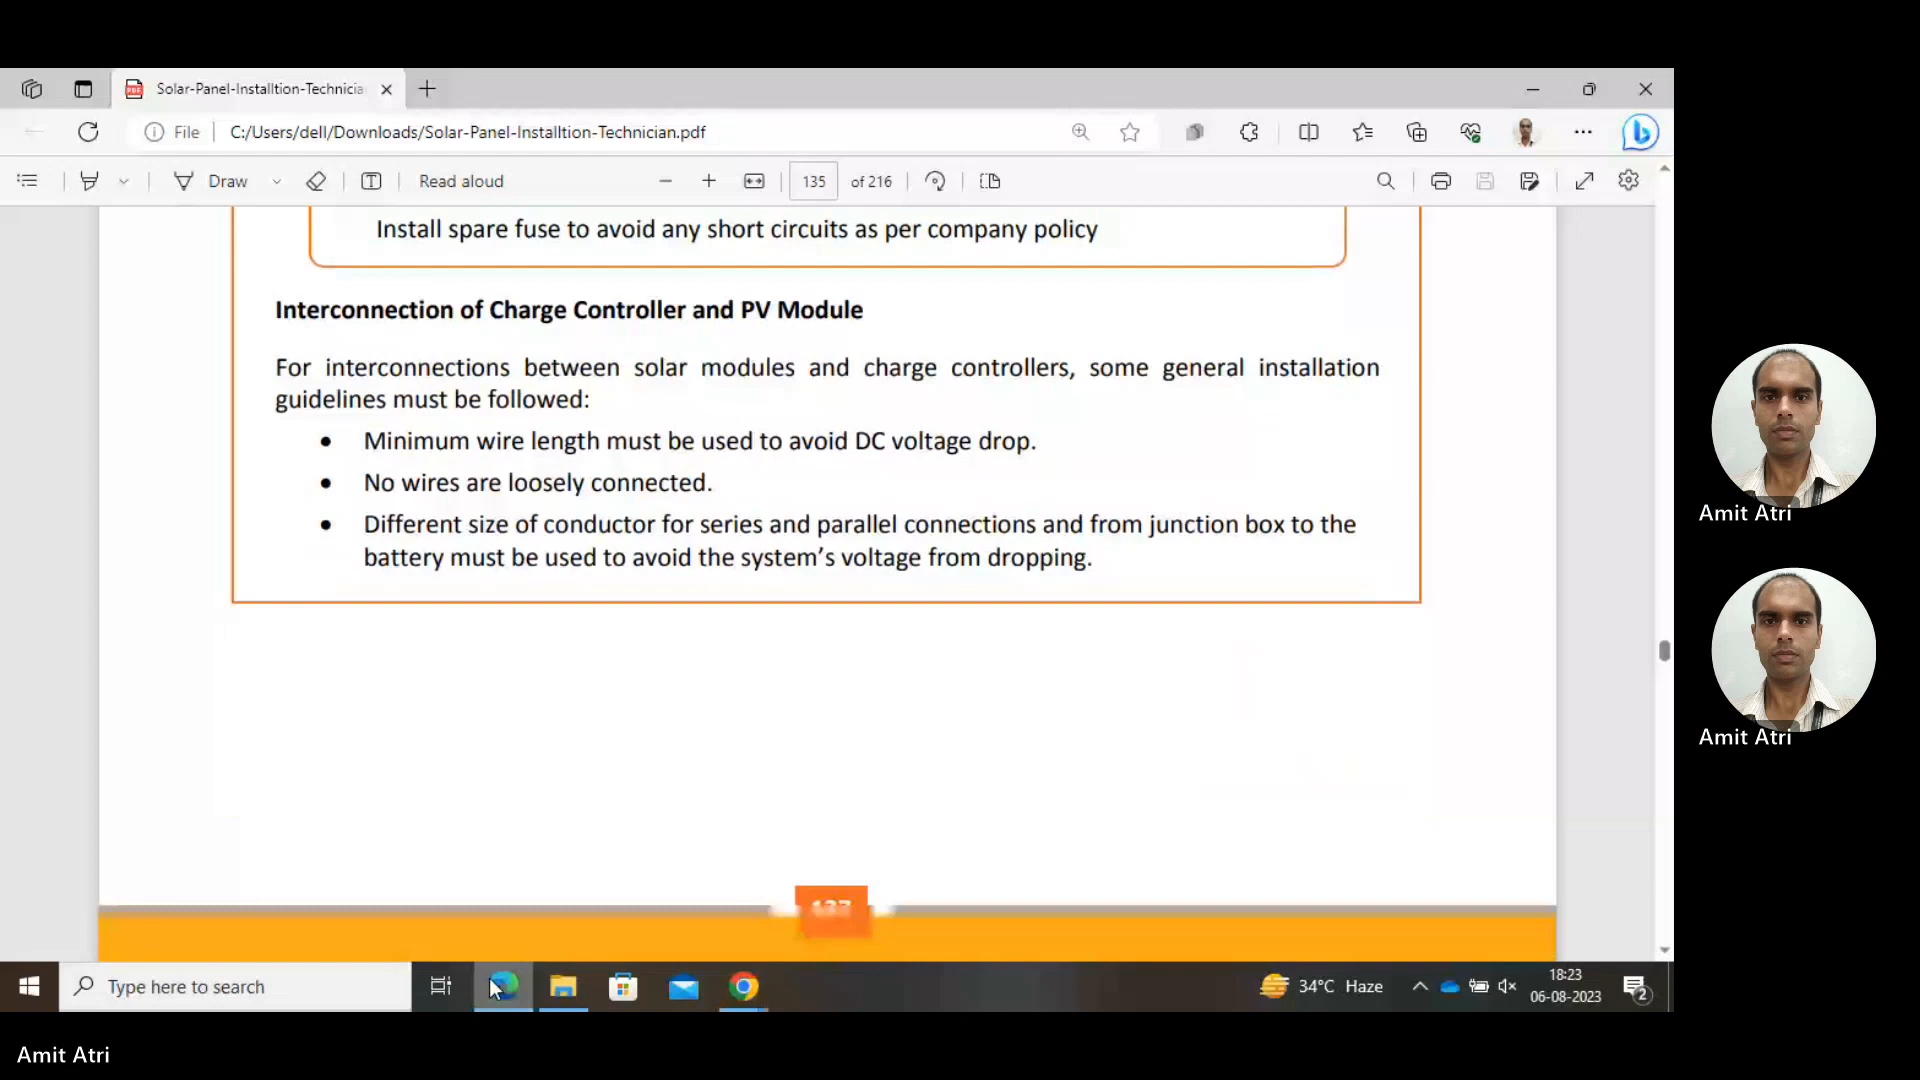 Solar-Panel-Installtion-Technicia
File
C:/Users/dell/Downloads/Solar-Panel-Installtion-Technician.pdf
Draw
Read aloud
135
of 216
Install spare fuse to avoid any short circuits as per company policy
Interconnection of Charge Controller and PV Module
For interconnections between solar modules and charge controllers, some general installation
guidelines must be followed:
• Minimum wire length must be used to avoid DC voltage drop.
• No wires are loosely connected.
• Different size of conductor for series and parallel connections and from junction box to the
battery must be used to avoid the system’s voltage from dropping.
Amit Atri
Amit Atri
Type here to search
34°C Haze
18:23
06-08-2023
2
Amit Atri